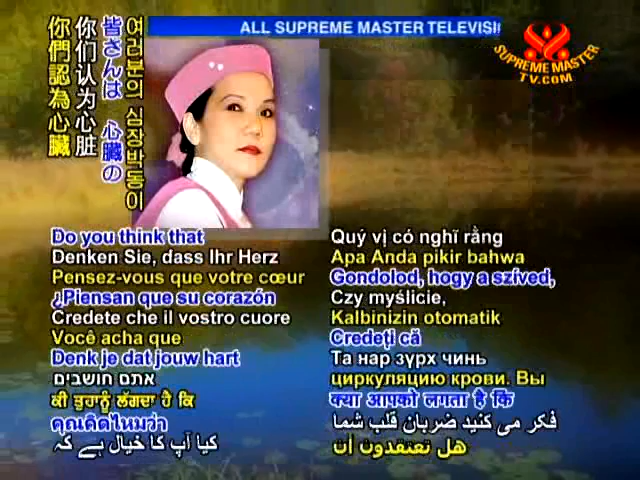 ALL SUPREME MASTER TELEVISI
SUPREME MASTER
TV.COM
여러분의 심장박동이
皆さんは 心臓の
你们认为心脏
你們認為心臟
Do you think that
Denken Sie, dass Ihr Herz
Pensez-vous que votre cœur
¿Piensan que su corazón
Credete che il vostro cuore
Você acha que
Denk je dat jouw hart
אתם חושבים
ਕੀ ਤੁਹਾਨੂੰ ਲੱਗਦਾ ਹੈ ਕਿ
คุณคิดไหมว่า
کیا آپ کا خیال ہے کہ
Quý vị có nghĩ rằng
Apa Anda pikir bahwa
Gondolod, hogy a szíved,
Czy myślicie,
Kalbinizin otomatik
Credeți că
Та нар зүрх чинь
циркуляцию крови. Вы
क्या आपको लगता है कि
فکر می کنید ضربان قلب شما
هل تعتقدون أن